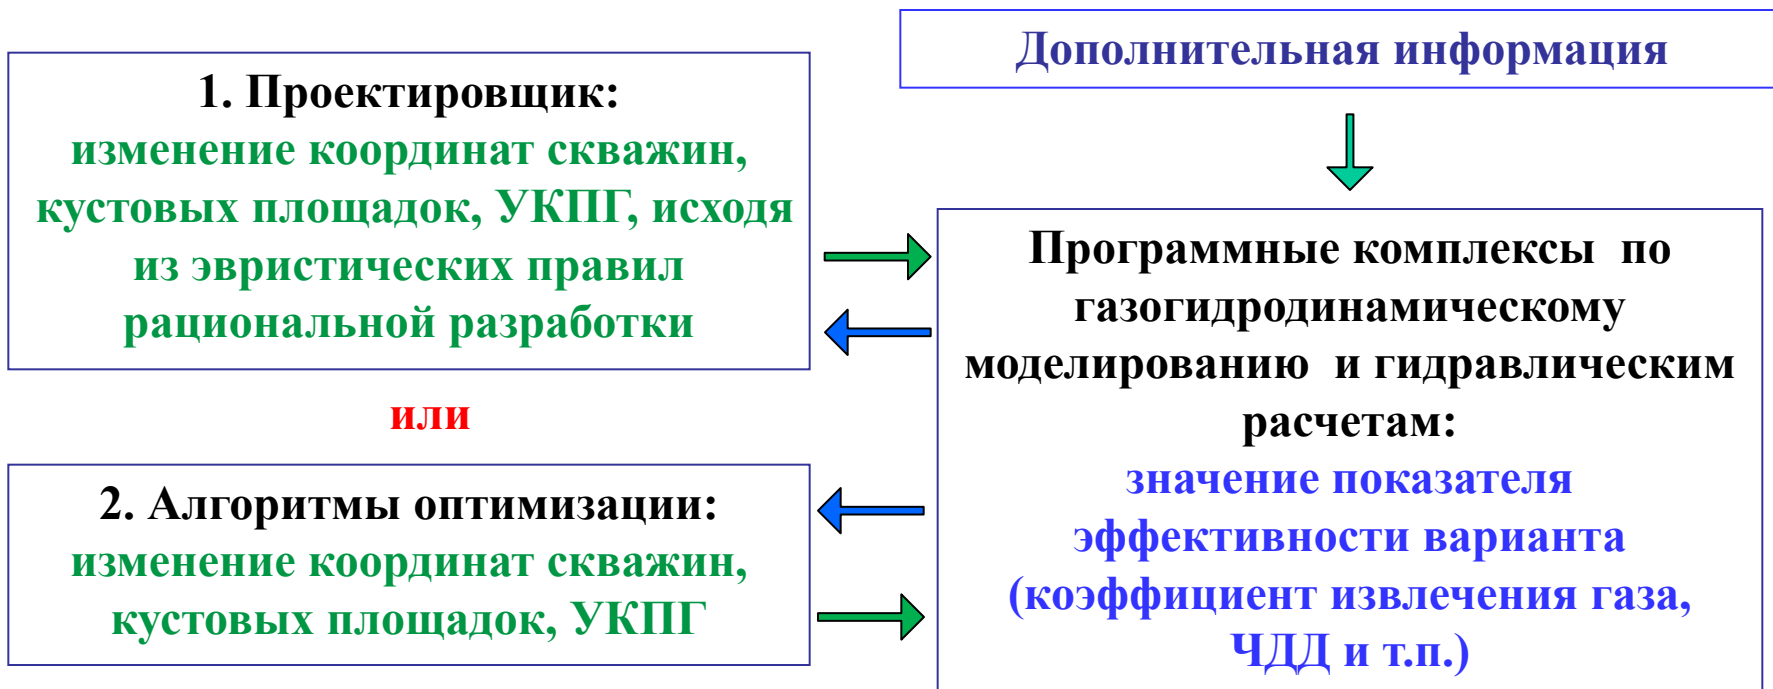 Дополнительная информация
1. Проектировщик:
изменение координат скважин,
кустовых площадок, УКПГ, исходя
из эвристических правил
рациональной разработки
или
2. Алгоритмы оптимизации:
изменение координат скважин,
кустовых площадок, УКПГ
Программные комплексы по
газогидродинамическому
моделированию и гидравлическим
расчетам:
значение показателя
эффективности варианта
(коэффициент извлечения газа,
ЧДД и т.п.)